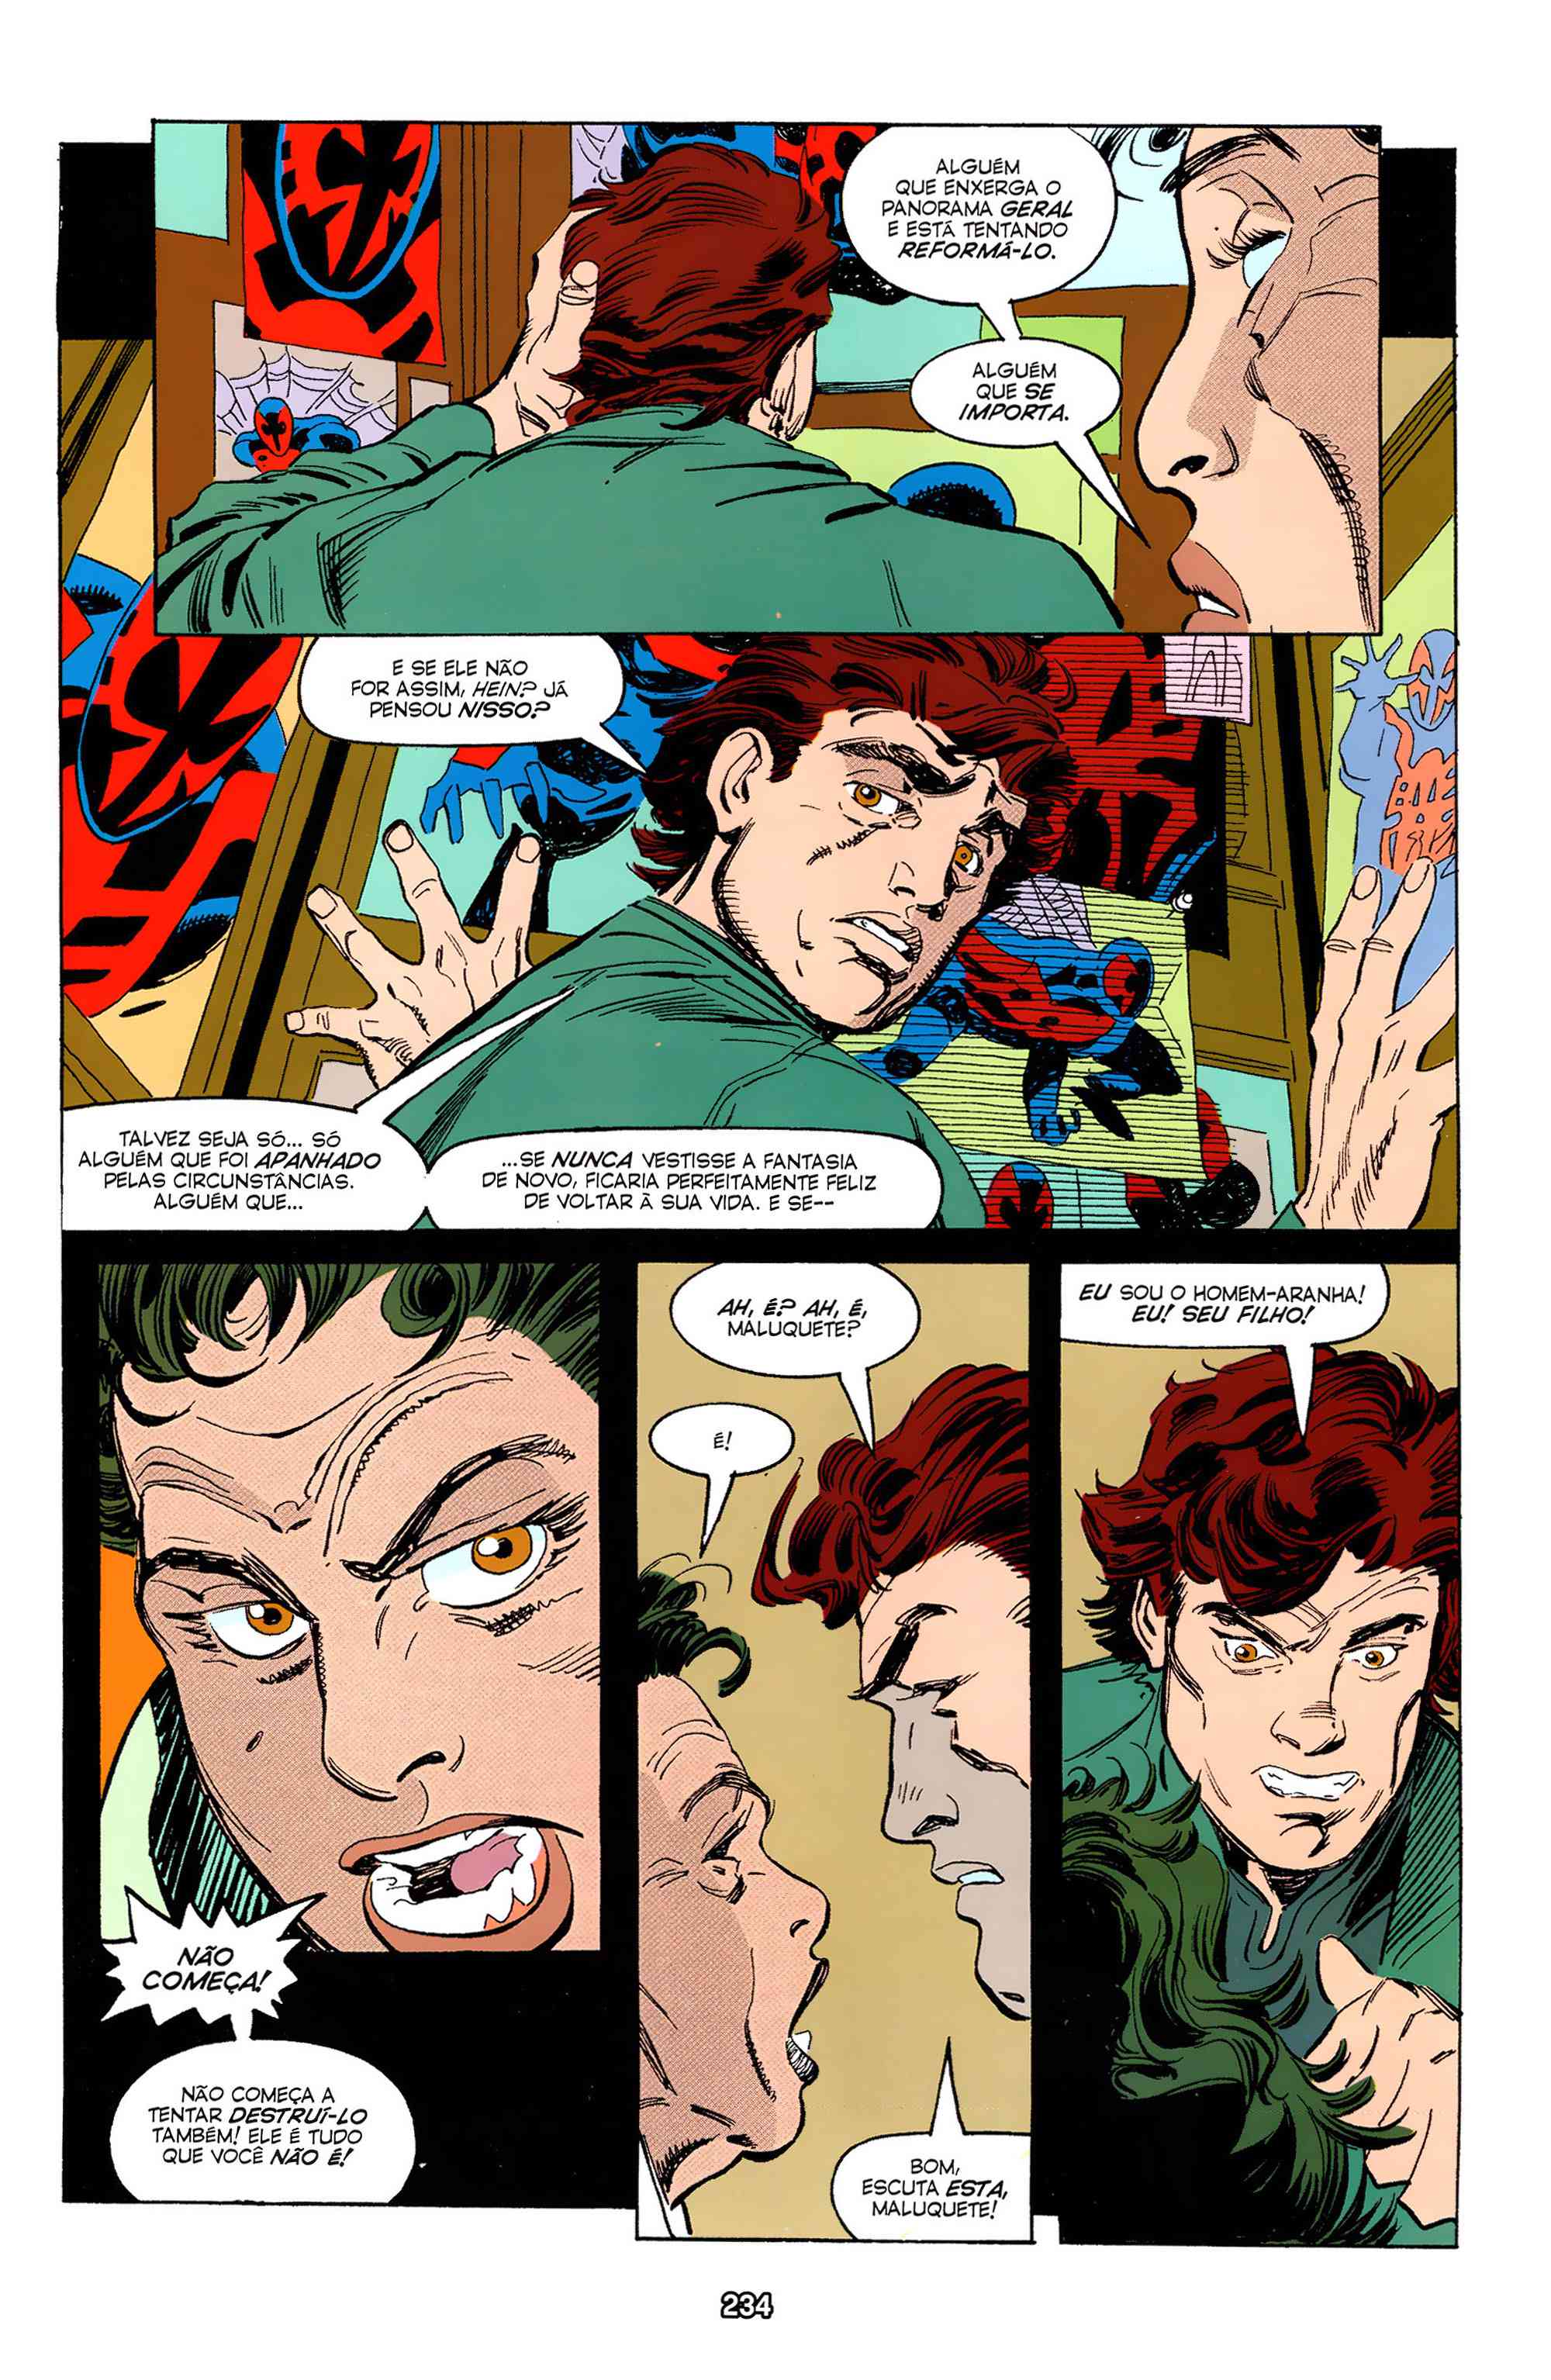 ALGUÉM
QUE ENXERGA O
PANORAMA GERAL
E ESTÁ TENTANDO
REFORMÁ-LO.
ALGUÉM
QUE SE
IMPORTA.
E SE ELE NÃO
FOR ASSIM, HEIN? JÁ
PENSOU NISSO?
TALVEZ SEJA SÓ... SÓ
ALGUÉM QUE FOI APANHADO
PELAS CIRCUNSTÂNCIAS.
ALGUÉM QUE...
...SE NUNCA VESTISSE A FANTASIA
DE NOVO, FICARIA PERFEITAMENTE FELIZ
DE VOLTAR À SUA VIDA. E SE--
NÃO
COMEÇA!
NÃO COMEÇA A
TENTAR DESTRUÍ-LO
TAMBÉM! ELE É TUDO
QUE VOCÊ NÃO É!
AH, É? AH, É,
MALUQUETE?
É!
BOM,
ESCUTA ESTA,
MALUQUETE!
EU SOU O HOMEM-ARANHA!
EU! SEU FILHO!
234